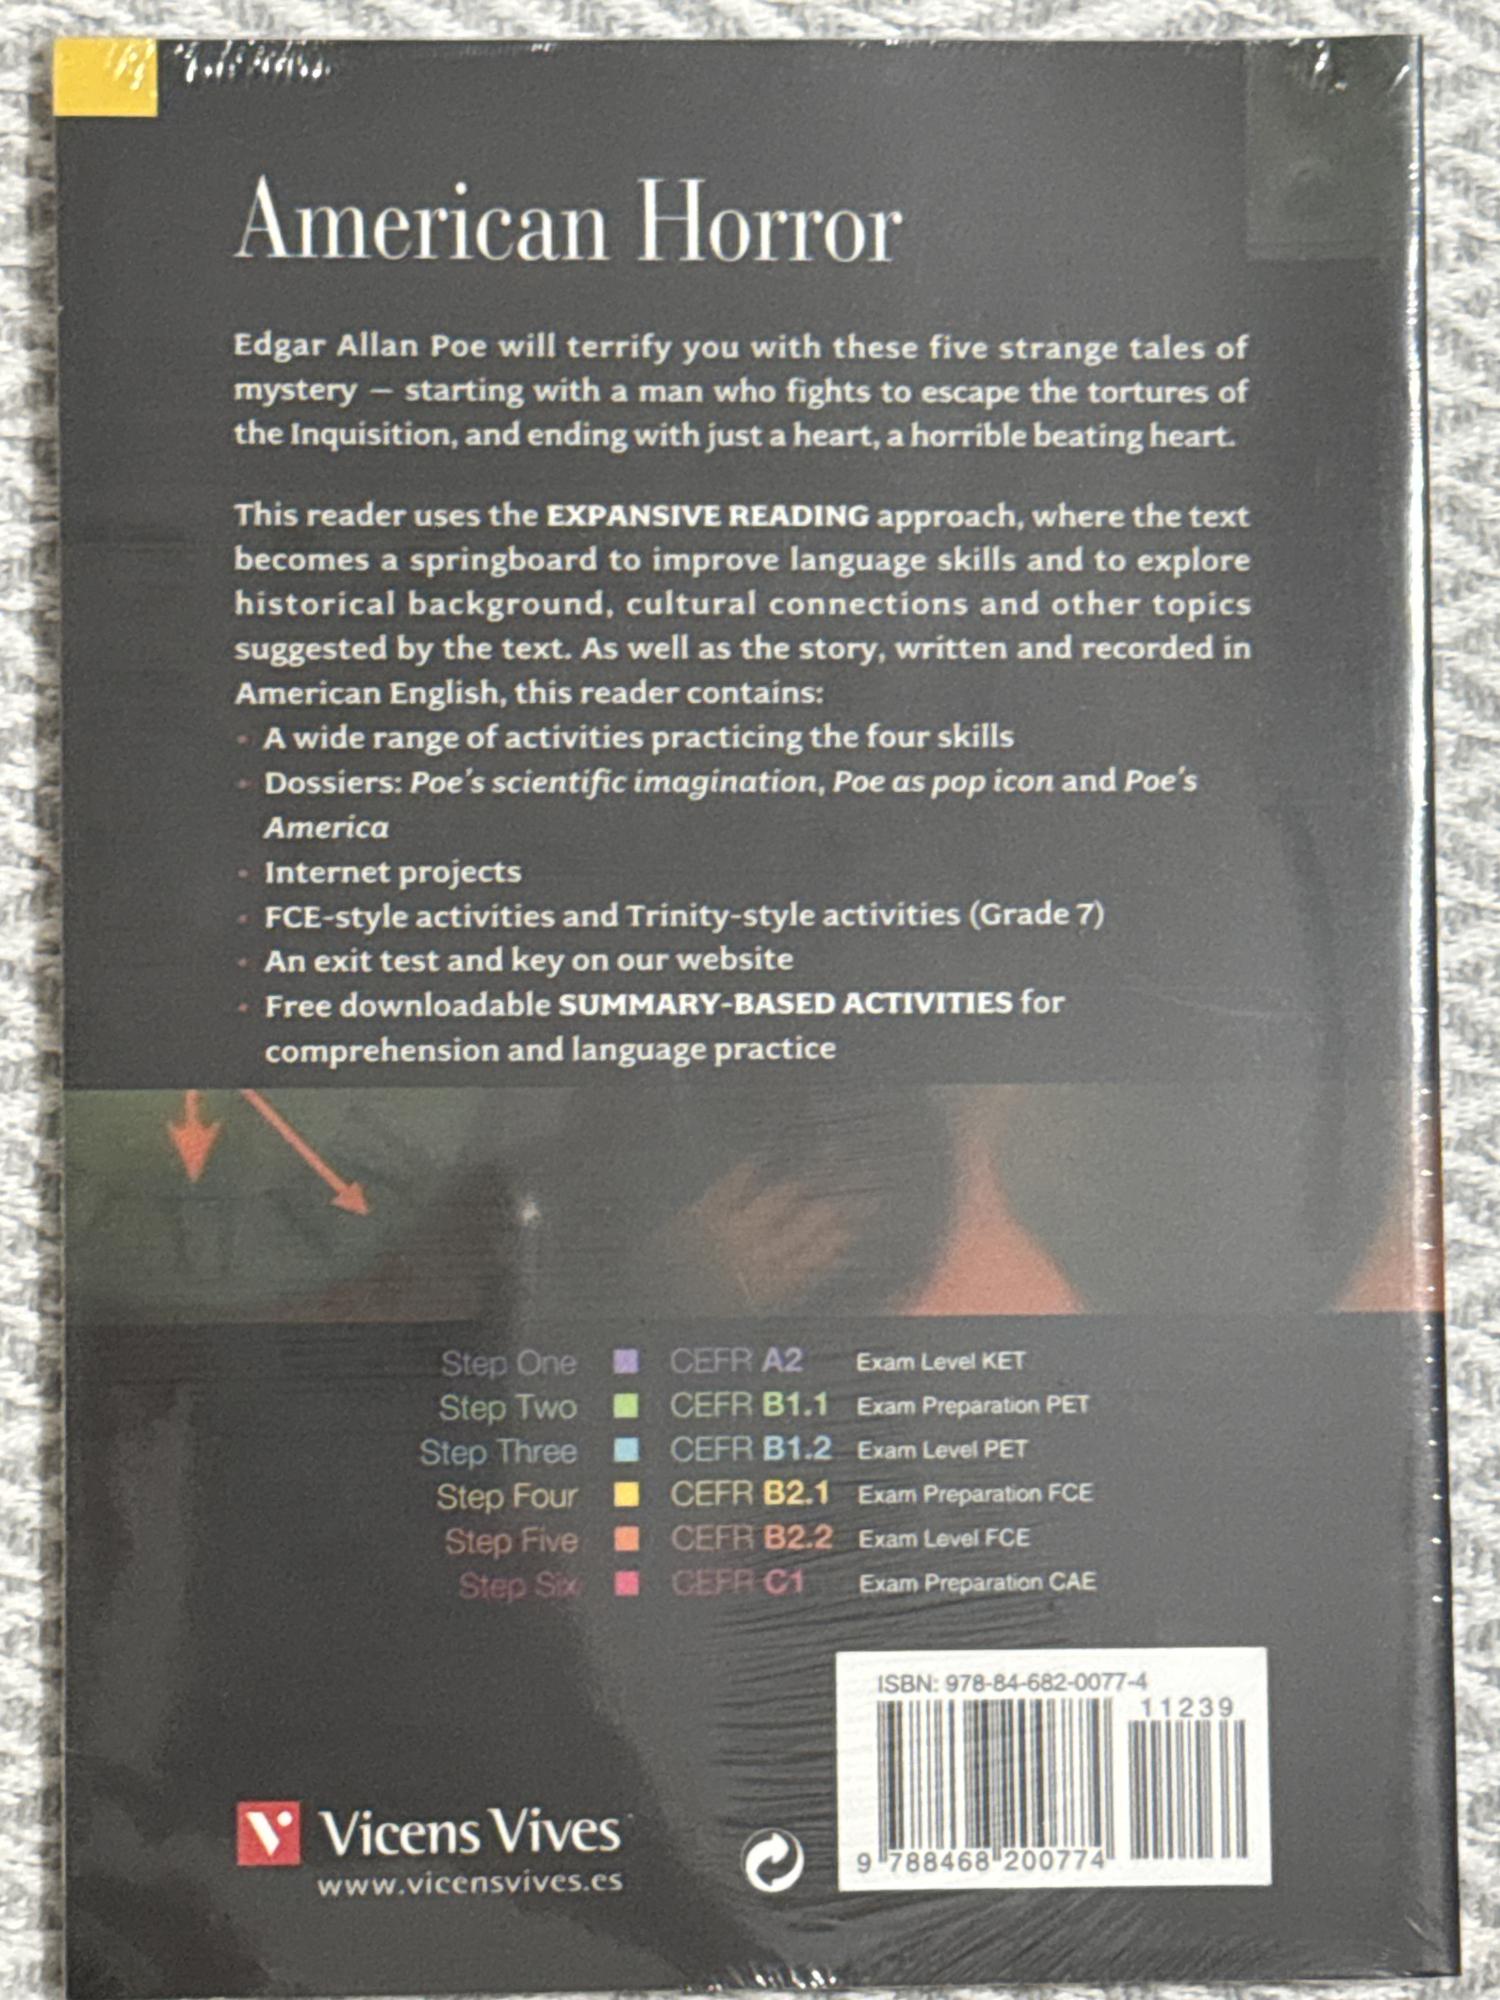 American Horror
Edgar Allan Poe will terrify you with these five strange tales of
mystery – starting with a man who fights to escape the tortures of
the Inquisition, and ending with just a heart, a horrible beating heart.
This reader uses the EXPANSIVE READING approach, where the text
becomes a springboard to improve language skills and to explore
historical background, cultural connections and other topics
suggested by the text. As well as the story, written and recorded in
American English, this reader contains:
• A wide range of activities practicing the four skills
• Dossiers: Poe's scientific imagination, Poe as pop icon and Poe's
America
• Internet projects
• FCE-style activities and Trinity-style activities (Grade 7)
• An exit test and key on our website
• Free downloadable SUMMARY-BASED ACTIVITIES for
comprehension and language practice
Step One CEFR A2 Exam Level KET
Step Two CEFR B1.1 Exam Preparation PET
Step Three CEFR B1.2 Exam Level PET
Step Four CEFR B2.1 Exam Preparation FCE
Step Five CEFR B2.2 Exam Level FCE
Step Six CEFR C1 Exam Preparation CAE
ISBN: 978-84-682-0077-4
11239
9 788468 200774
Vicens Vives
www.vicensvives.es